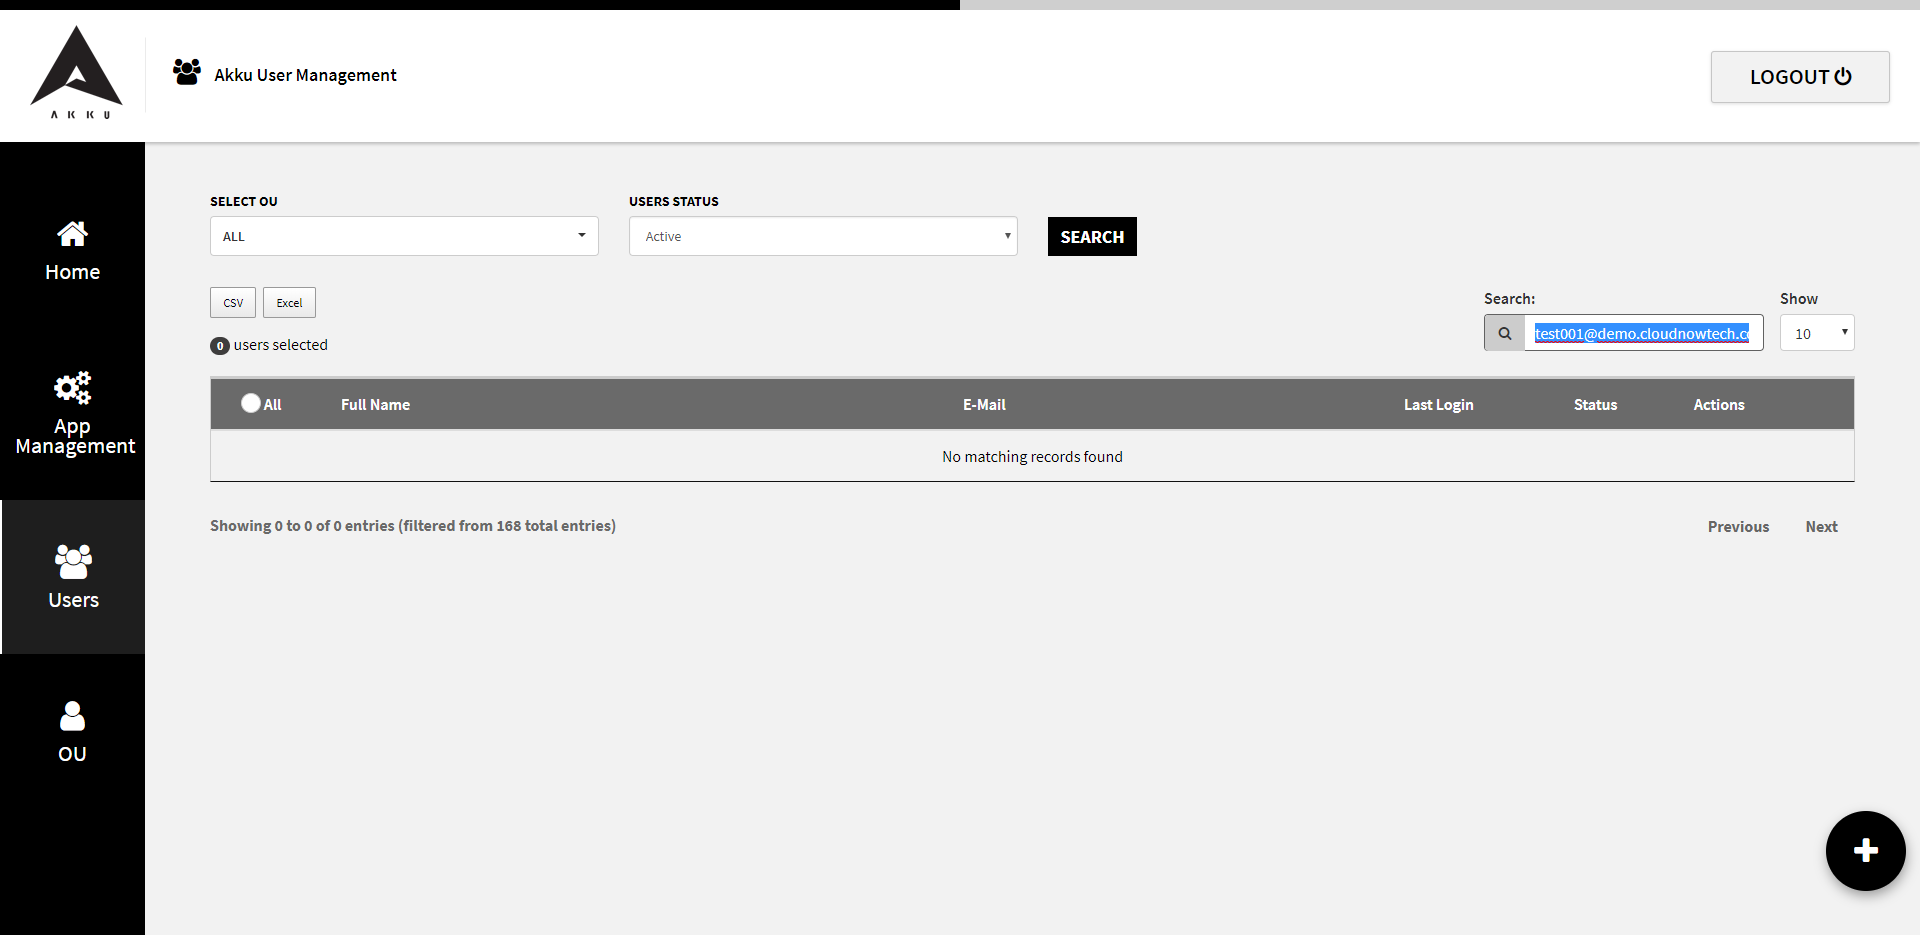 AKKU
Akku User Management
LOGOUT
Home
App
Management
Users
OU
SELECT OU
USERS STATUS
ALL
Active
SEARCH
CSV
Excel
0 users selected
Search:
Show
test001@demo.cloudnowtech.c
10
All
Full Name
E-Mail
Last Login
Status
Actions
No matching records found
Showing 0 to 0 of 0 entries (filtered from 168 total entries)
Previous
Next